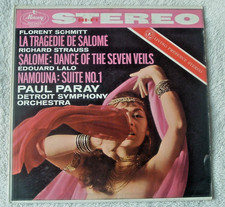 Mercury
STEREO
FLORENT SCHMITT
LA TRAGEDIE DE SALOME
RICHARD STRAUSS
SALOME: DANCE OF THE SEVEN VEILS
EDOUARD LALO
NAMOUNA: SUITE NO.1
PAUL PARAY
DETROIT SYMPHONY
ORCHESTRA